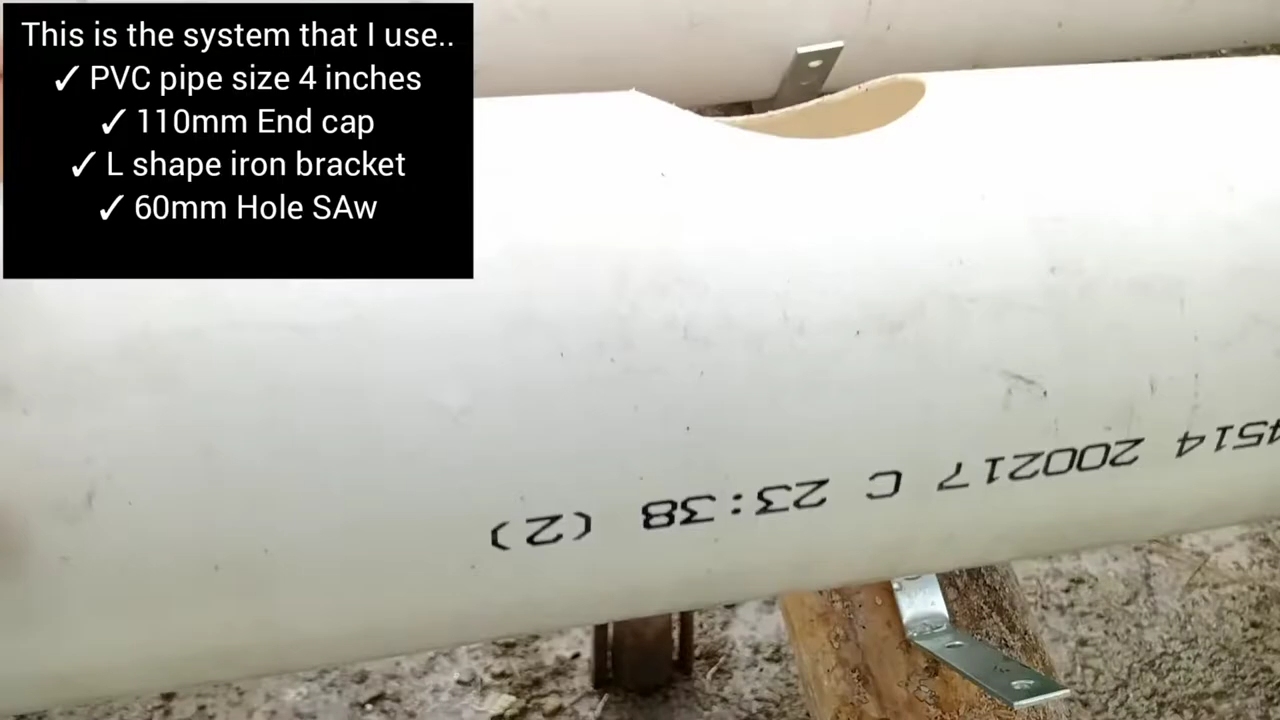 This is the system that I use..
✓ PVC pipe size 4 inches
✓ 110mm End cap
✓ L shape iron bracket
✓ 60mm Hole SAw
4514 200217 C 23:38 (2)